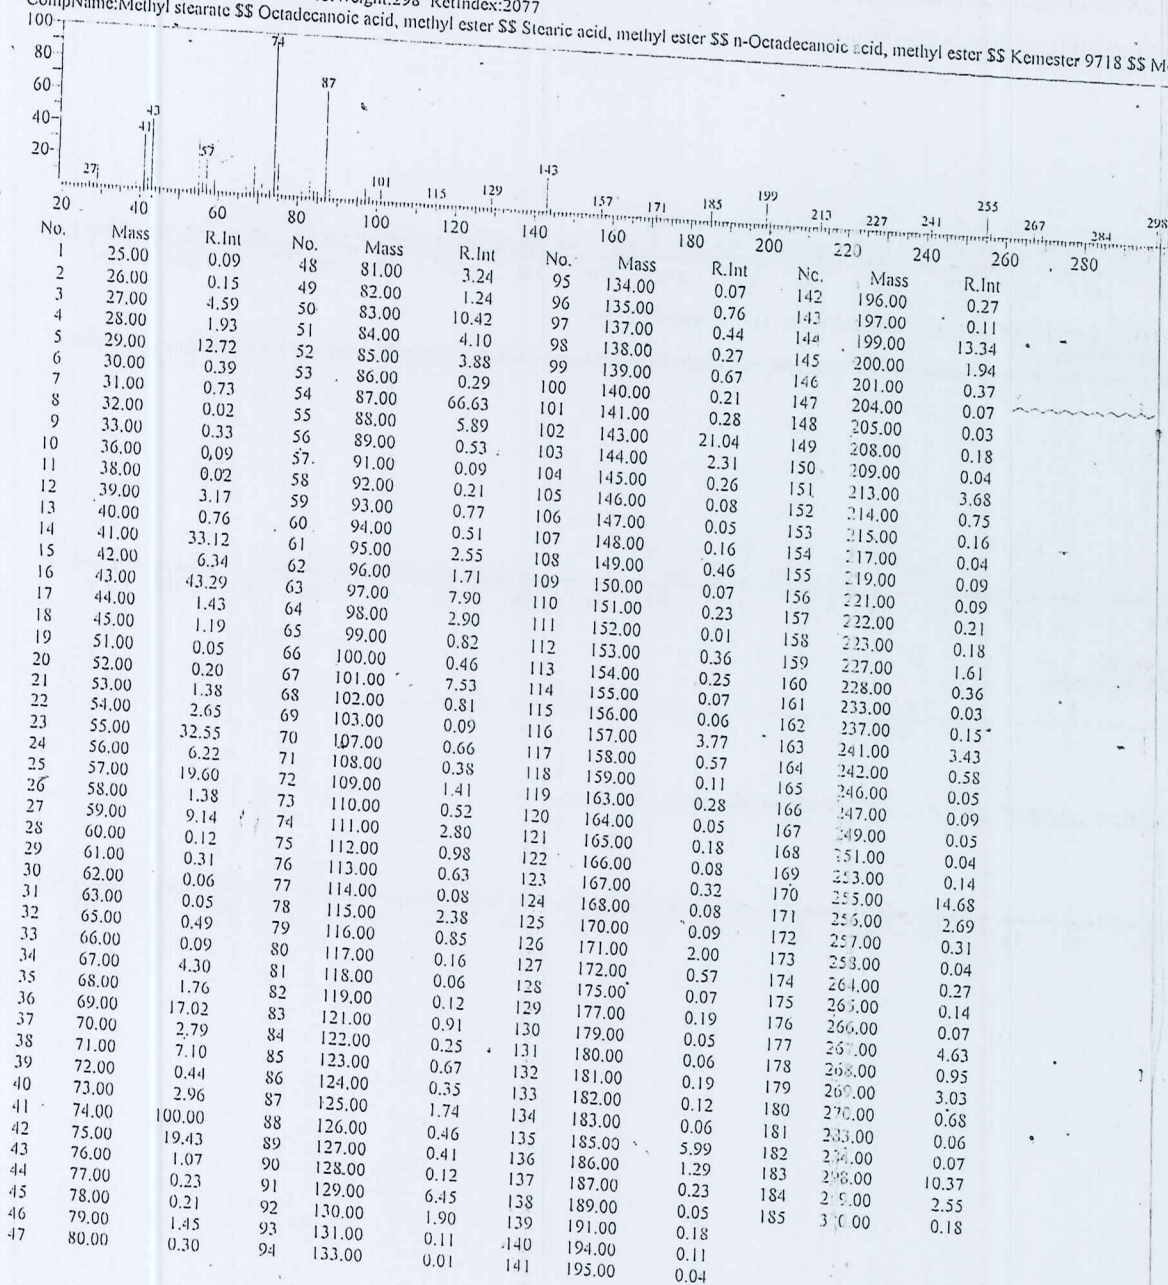 Weight:298 RetIndex:2077
CompName:Methyl stearate $$ Octadecanoic acid, methyl ester $$ Stearic acid, methyl ester $$ n-Octadecanoic acid, methyl ester $$ Kemester 9718 $$ M
100
80
60
40
20
27 41 43 57 74 87 101 115 129 143 157 171 185 199 213 227 241 255 267 284 298
20 40 60 80 100 120 140 160 180 200 220 240 260 280
No. Mass R.Int No. Mass R.Int No. Mass R.Int No. Mass R.Int
1 25.00 0.09 48 81.00 3.24 95 134.00 0.07 142 196.00 0.27
2 26.00 0.15 49 82.00 1.24 96 135.00 0.76 143 197.00 0.11
3 27.00 4.59 50 83.00 10.42 97 137.00 0.44 144 199.00 13.34
4 28.00 1.93 51 84.00 4.10 98 138.00 0.27 145 200.00 1.94
5 29.00 12.72 52 85.00 3.88 99 139.00 0.67 146 201.00 0.37
6 30.00 0.39 53 86.00 0.29 100 140.00 0.21 147 204.00 0.07
7 31.00 0.73 54 87.00 66.63 101 141.00 0.28 148 205.00 0.03
8 32.00 0.02 55 88.00 5.89 102 143.00 21.04 149 208.00 0.18
9 33.00 0.33 56 89.00 0.53 103 144.00 2.31 150 209.00 0.04
10 36.00 0.09 57 91.00 0.09 104 145.00 0.26 151 213.00 3.68
11 38.00 0.02 58 92.00 0.21 105 146.00 0.08 152 214.00 0.75
12 39.00 3.17 59 93.00 0.77 106 147.00 0.05 153 215.00 0.16
13 40.00 0.76 60 94.00 0.51 107 148.00 0.16 154 217.00 0.04
14 41.00 33.12 61 95.00 2.55 108 149.00 0.46 155 219.00 0.09
15 42.00 6.34 62 96.00 1.71 109 150.00 0.07 156 221.00 0.09
16 43.00 43.29 63 97.00 7.90 110 151.00 0.23 157 222.00 0.21
17 44.00 1.43 64 98.00 2.90 111 152.00 0.01 158 223.00 0.18
18 45.00 1.19 65 99.00 0.82 112 153.00 0.36 159 227.00 1.61
19 51.00 0.05 66 100.00 0.46 113 154.00 0.25 160 228.00 0.36
20 52.00 0.20 67 101.00 7.53 114 155.00 0.07 161 233.00 0.03
21 53.00 1.38 68 102.00 0.81 115 156.00 0.06 162 237.00 0.15
22 54.00 2.65 69 103.00 0.09 116 157.00 3.77 163 241.00 3.43
23 55.00 32.55 70 107.00 0.66 117 158.00 0.57 164 242.00 0.58
24 56.00 6.22 71 108.00 0.38 118 159.00 0.11 165 246.00 0.05
25 57.00 19.60 72 109.00 1.41 119 163.00 0.28 166 247.00 0.09
26 58.00 1.38 73 110.00 0.52 120 164.00 0.05 167 249.00 0.05
27 59.00 9.14 74 111.00 2.80 121 165.00 0.18 168 251.00 0.04
28 60.00 0.12 75 112.00 0.98 122 166.00 0.08 169 253.00 0.14
29 61.00 0.31 76 113.00 0.63 123 167.00 0.32 170 255.00 14.68
30 62.00 0.06 77 114.00 0.08 124 168.00 0.08 171 256.00 2.69
31 63.00 0.05 78 115.00 2.38 125 170.00 0.09 172 257.00 0.31
32 65.00 0.49 79 116.00 0.85 126 171.00 2.00 173 258.00 0.04
33 66.00 0.09 80 117.00 0.16 127 172.00 0.57 174 264.00 0.27
34 67.00 4.30 81 118.00 0.06 128 175.00 0.07 175 265.00 0.14
35 68.00 1.76 82 119.00 0.12 129 177.00 0.19 176 266.00 0.07
36 69.00 17.02 83 121.00 0.91 130 179.00 0.05 177 267.00 4.63
37 70.00 2.79 84 122.00 0.25 131 180.00 0.06 178 268.00 0.95
38 71.00 7.10 85 123.00 0.67 132 181.00 0.19 179 269.00 3.03
39 72.00 0.44 86 124.00 0.35 133 182.00 0.12 180 270.00 0.68
40 73.00 2.96 87 125.00 1.74 134 183.00 0.06 181 283.00 0.06
41 74.00 100.00 88 126.00 0.46 135 185.00 5.99 182 284.00 0.07
42 75.00 19.43 89 127.00 0.41 136 186.00 1.29 183 298.00 10.37
43 76.00 1.07 90 128.00 0.12 137 187.00 0.23 184 299.00 2.55
44 77.00 0.23 91 129.00 6.45 138 189.00 0.05 185 300.00 0.18
45 78.00 0.21 92 130.00 1.90 139 191.00 0.18
46 79.00 1.45 93 131.00 0.11 140 194.00 0.11
47 80.00 0.30 94 133.00 0.01 141 195.00 0.04